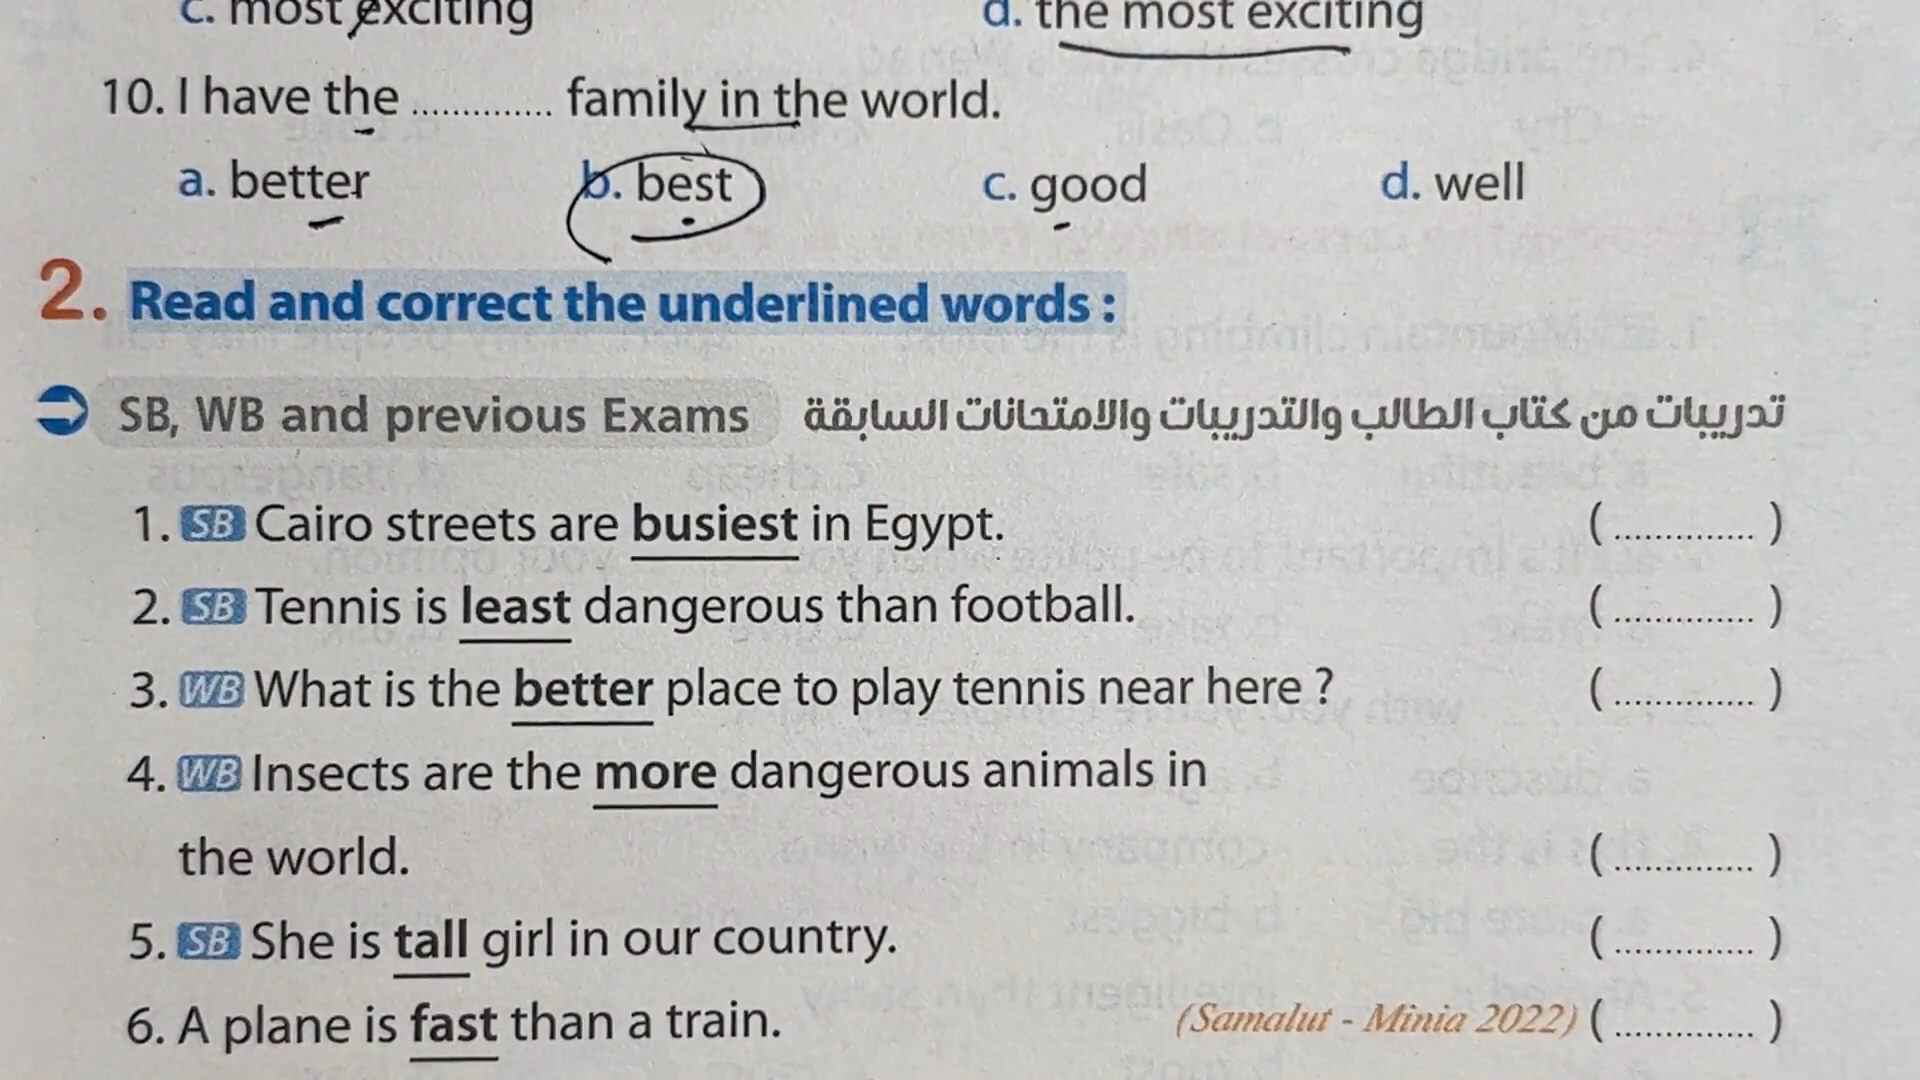 c. most exciting d. the most exciting
10. I have the .............. family in the world.
a. better b. best c. good d. well
2. Read and correct the underlined words :
SB, WB and previous Exams تدريبات من كتاب الطالب والتدريبات والامتحانات السابقة
1. SB Cairo streets are busiest in Egypt. (..............)
2. SB Tennis is least dangerous than football. (..............)
3. WB What is the better place to play tennis near here ? (..............)
4. WB Insects are the more dangerous animals in
the world. (..............)
5. SB She is tall girl in our country. (..............)
6. A plane is fast than a train. (Samalut - Minia 2022) (..............)